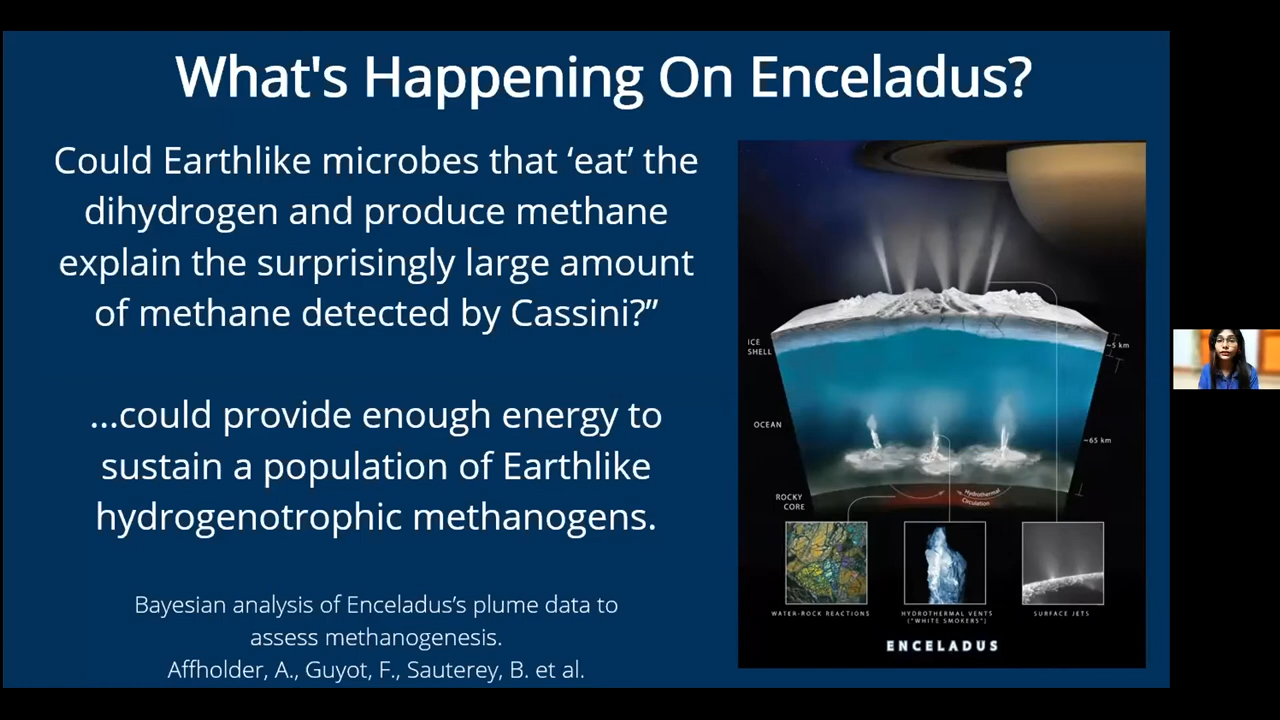 What's Happening On Enceladus?
Could Earthlike microbes that ‘eat’ the
dihydrogen and produce methane
explain the surprisingly large amount
of methane detected by Cassini?”
...could provide enough energy to
sustain a population of Earthlike
hydrogenotrophic methanogens.
Bayesian analysis of Enceladus’s plume data to
assess methanogenesis.
Affholder, A., Guyot, F., Sauterey, B. et al.
ICE
SHELL
~5 km
OCEAN
~65 km
ROCKY
CORE
Hydrothermal
Circulation
WATER-ROCK REACTIONS
HYDROTHERMAL VENTS
("WHITE SMOKERS")
SURFACE JETS
ENCELADUS